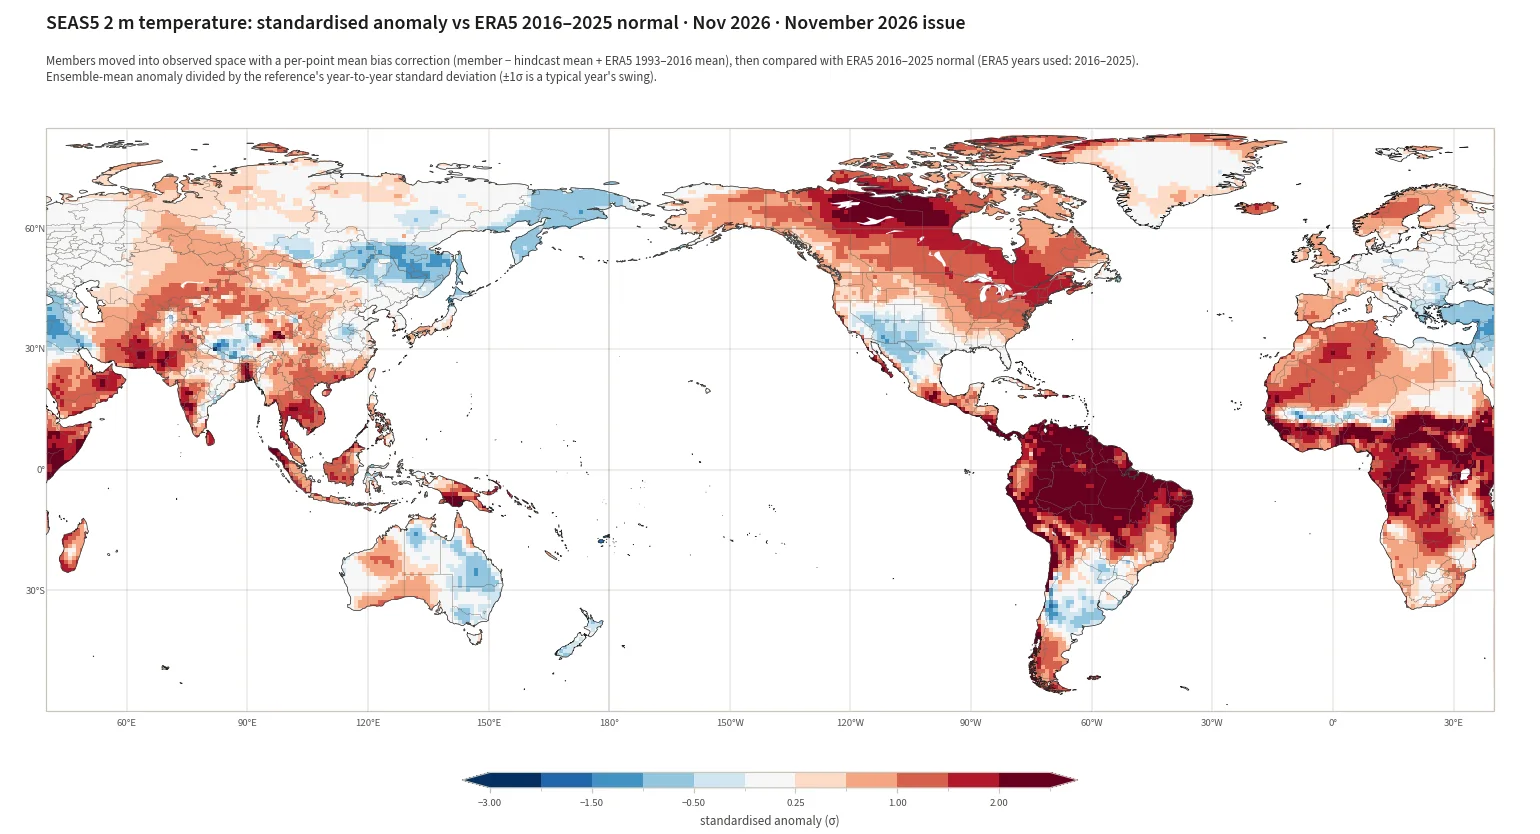 SEAS5 2 m temperature: standardised anomaly vs ERA5 2016–2025 normal · Nov 2026 · November 2026 issue
Members moved into observed space with a per-point mean bias correction (member − hindcast mean + ERA5 1993–2016 mean), then compared with ERA5 2016–2025 normal (ERA5 years used: 2016–2025).
Ensemble-mean anomaly divided by the reference's year-to-year standard deviation (±1σ is a typical year's swing).
60°N
30°N
0°
30°S
60°E 90°E 120°E 150°E 180° 150°W 120°W 90°W 60°W 30°W 0° 30°E
−3.00 −1.50 −0.50 0.25 1.00 2.00
standardised anomaly (σ)